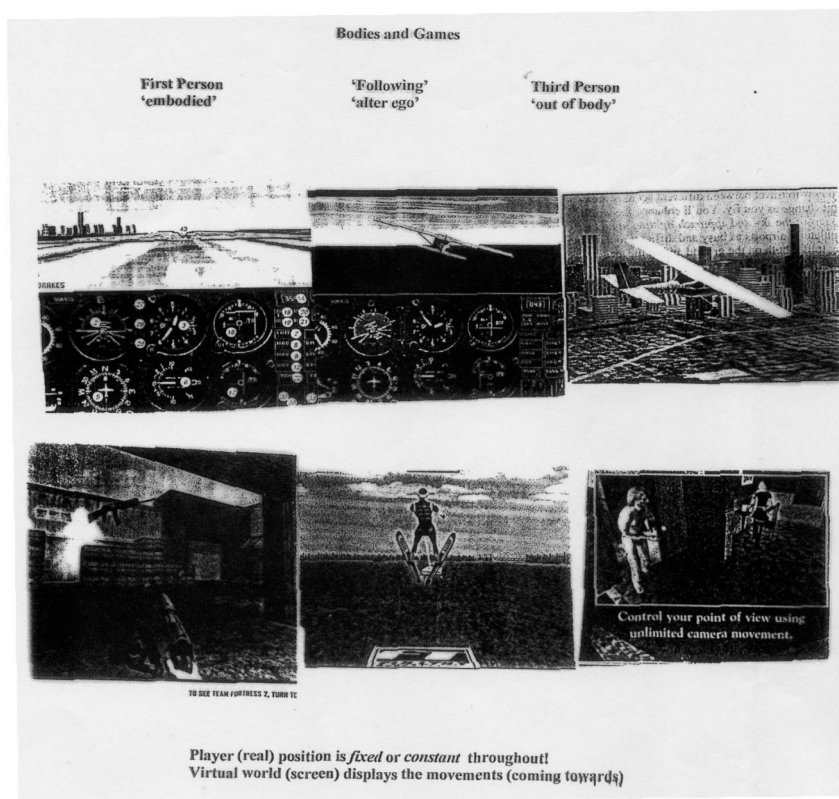 Bodies and Games
First Person
'embodied'
'Following'
'alter ego'
Third Person
'out of body'
BRAKES
TO SEE TEAM FORTRESS 2, TURN TO
Control your point of view using
unlimited camera movement.
Player (real) position is fixed or constant throughout!
Virtual world (screen) displays the movements (coming towards)